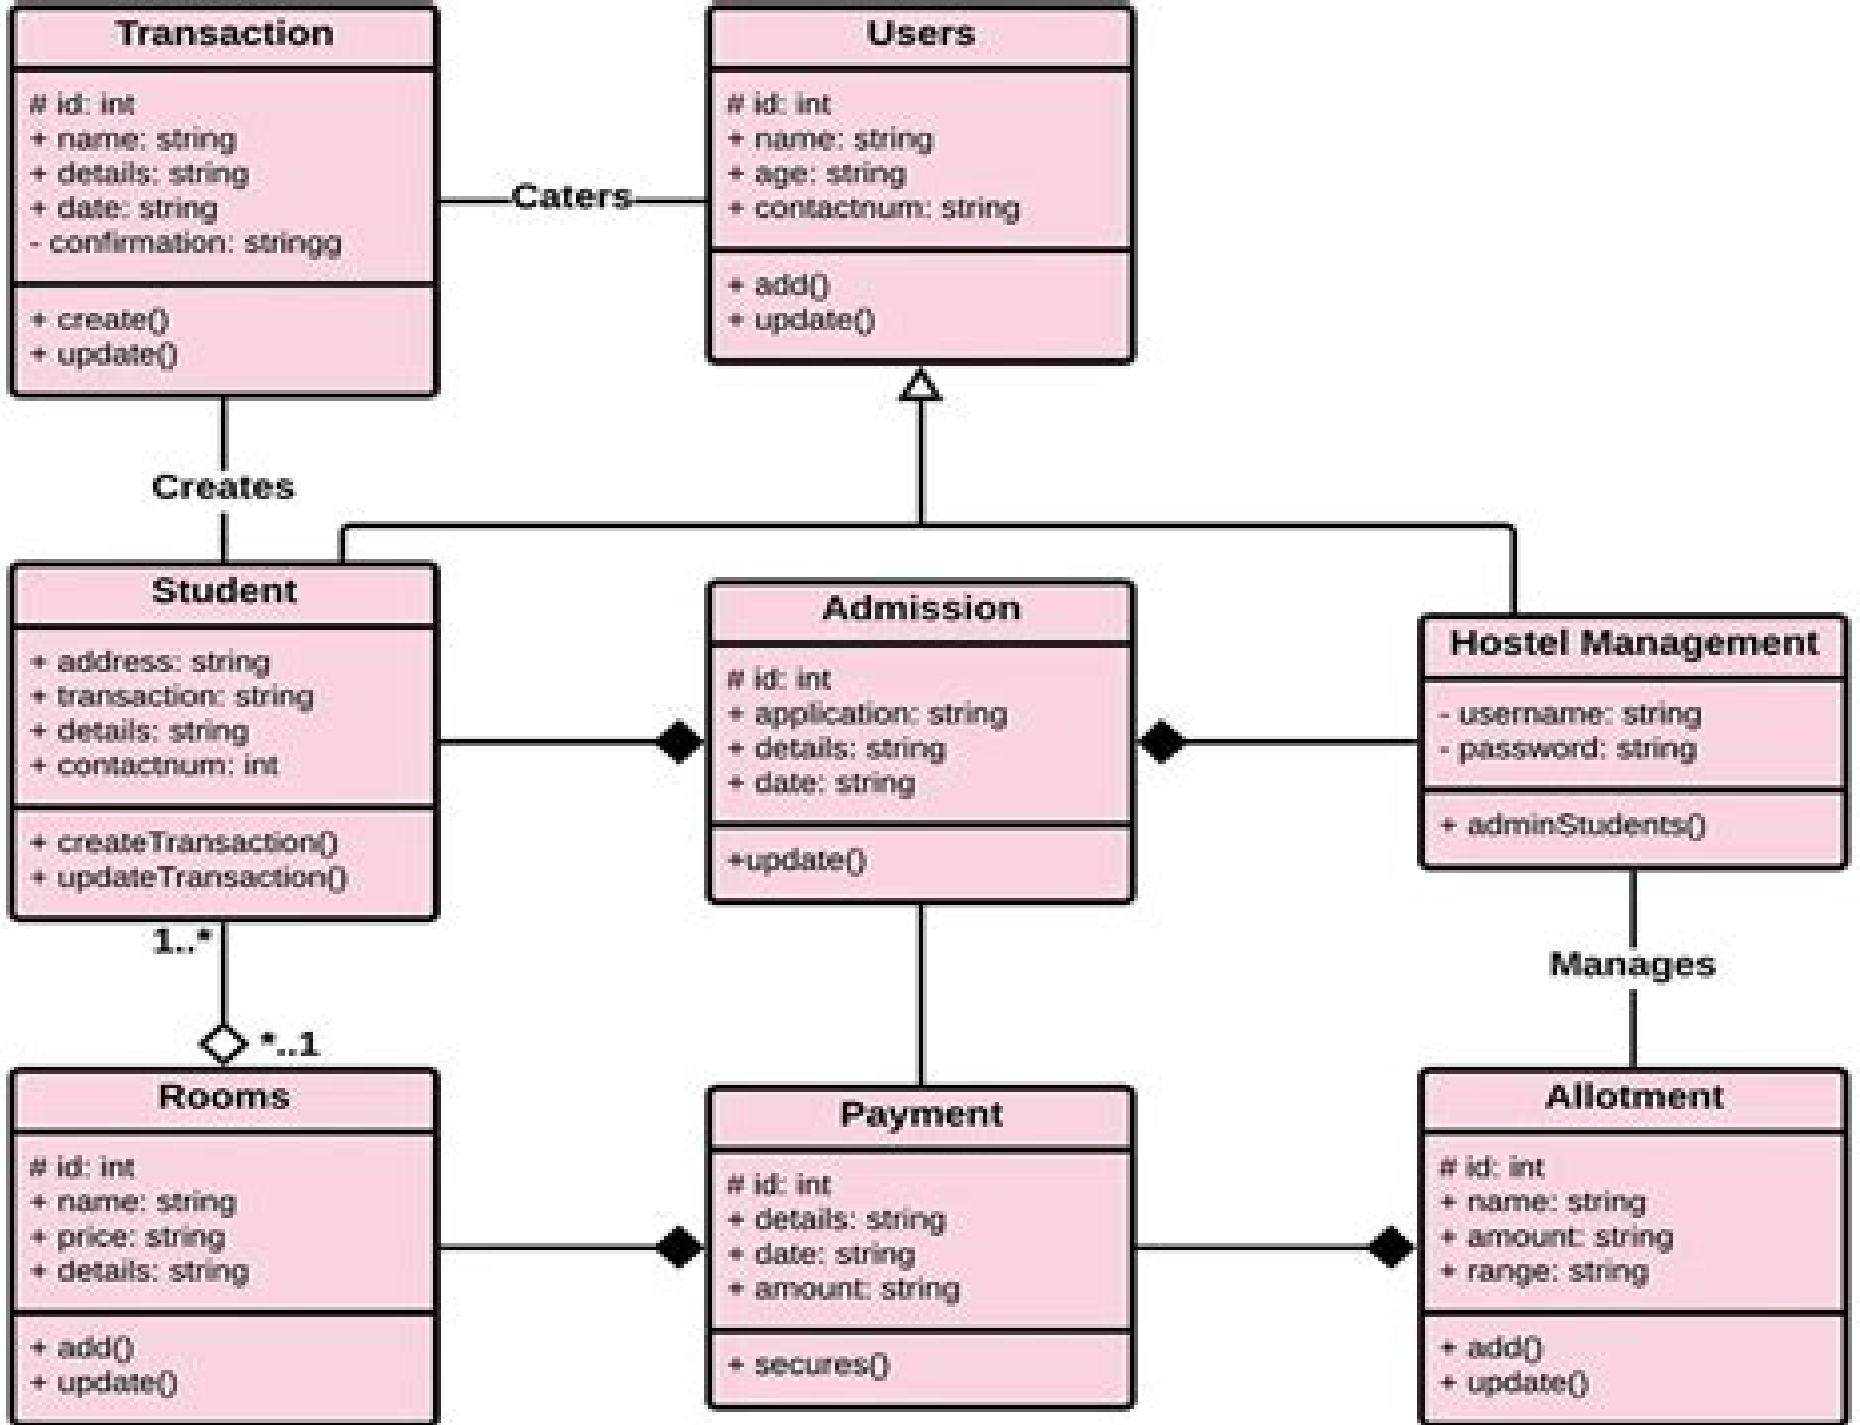 Transaction
# id: int
+ name: string
+ details: string
+ date: string
- confirmation: stringg
+ create()
+ update()
Caters
Users
# id: int
+ name: string
+ age: string
+ contactnum: string
+ add()
+ update()
Creates
Student
+ address: string
+ transaction: string
+ details: string
+ contactnum: int
+ createTransaction()
+ updateTransaction()
Admission
# id: int
+ application: string
+ details: string
+ date: string
+update()
Hostel Management
- username: string
- password: string
+ adminStudents()
1..*
*..1
Manages
Rooms
# id: int
+ name: string
+ price: string
+ details: string
+ add()
+ update()
Payment
# id: int
+ details: string
+ date: string
+ amount: string
+ secures()
Allotment
# id: int
+ name: string
+ amount: string
+ range: string
+ add()
+ update()